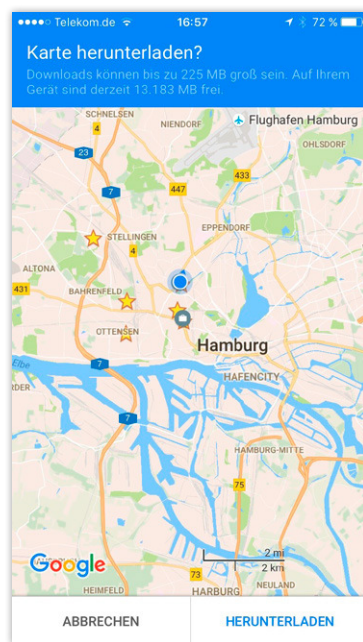 Telekom.de 16:57 72 %
Karte herunterladen?
Downloads können bis zu 225 MB groß sein. Auf Ihrem
Gerät sind derzeit 13.183 MB frei.
SCHNELSEN
4
NIENDORF
Flughafen Hamburg
OHLSDORF
23
7
447
433
STELLINGEN
4
EPPENDORF
ALTONA
431
BAHRENFELD
OTTENSEN
Hamburg
7
HAFENCITY
RDER
7
HAMBURG-MITTE
75
Google
2 mi
2 km
73
HEIMFELD
HARBURG
NEULAND
ABBRECHEN
HERUNTERLADEN